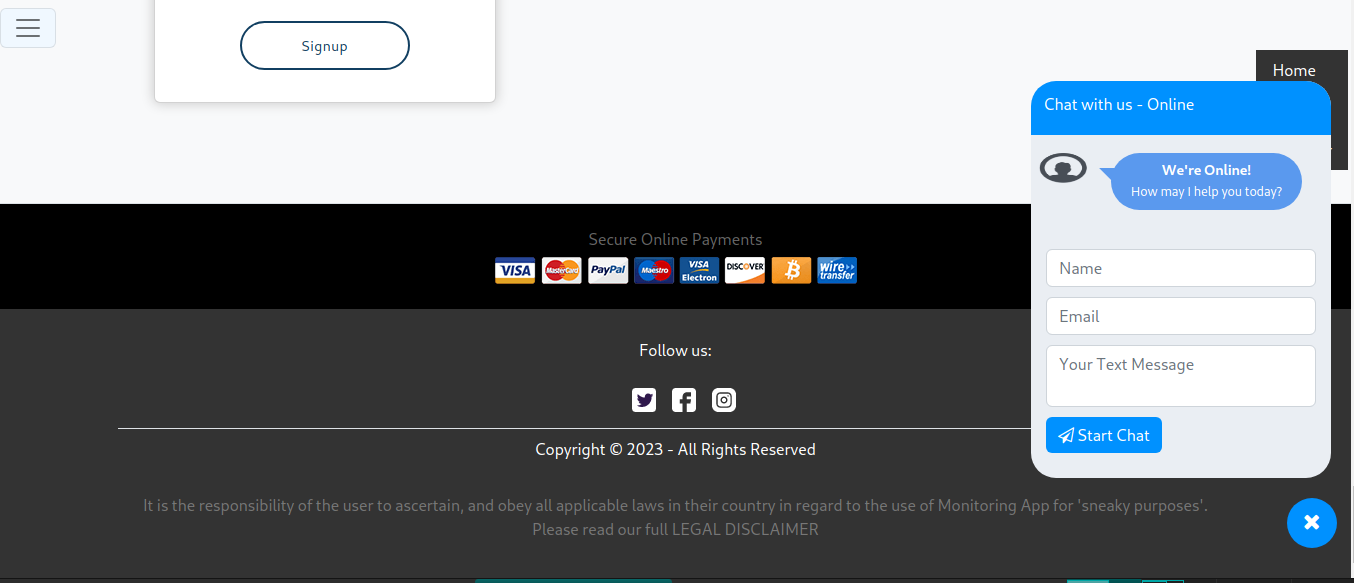 Signup
Home
Chat with us - Online
We're Online!
How may I help you today?
Name
Email
Your Text Message
Start Chat
Secure Online Payments
VISA MasterCard PayPal Maestro VISA Electron DISCOVER wire transfer
Follow us:
Copyright © 2023 - All Rights Reserved
It is the responsibility of the user to ascertain, and obey all applicable laws in their country in regard to the use of Monitoring App for 'sneaky purposes'.
Please read our full LEGAL DISCLAIMER